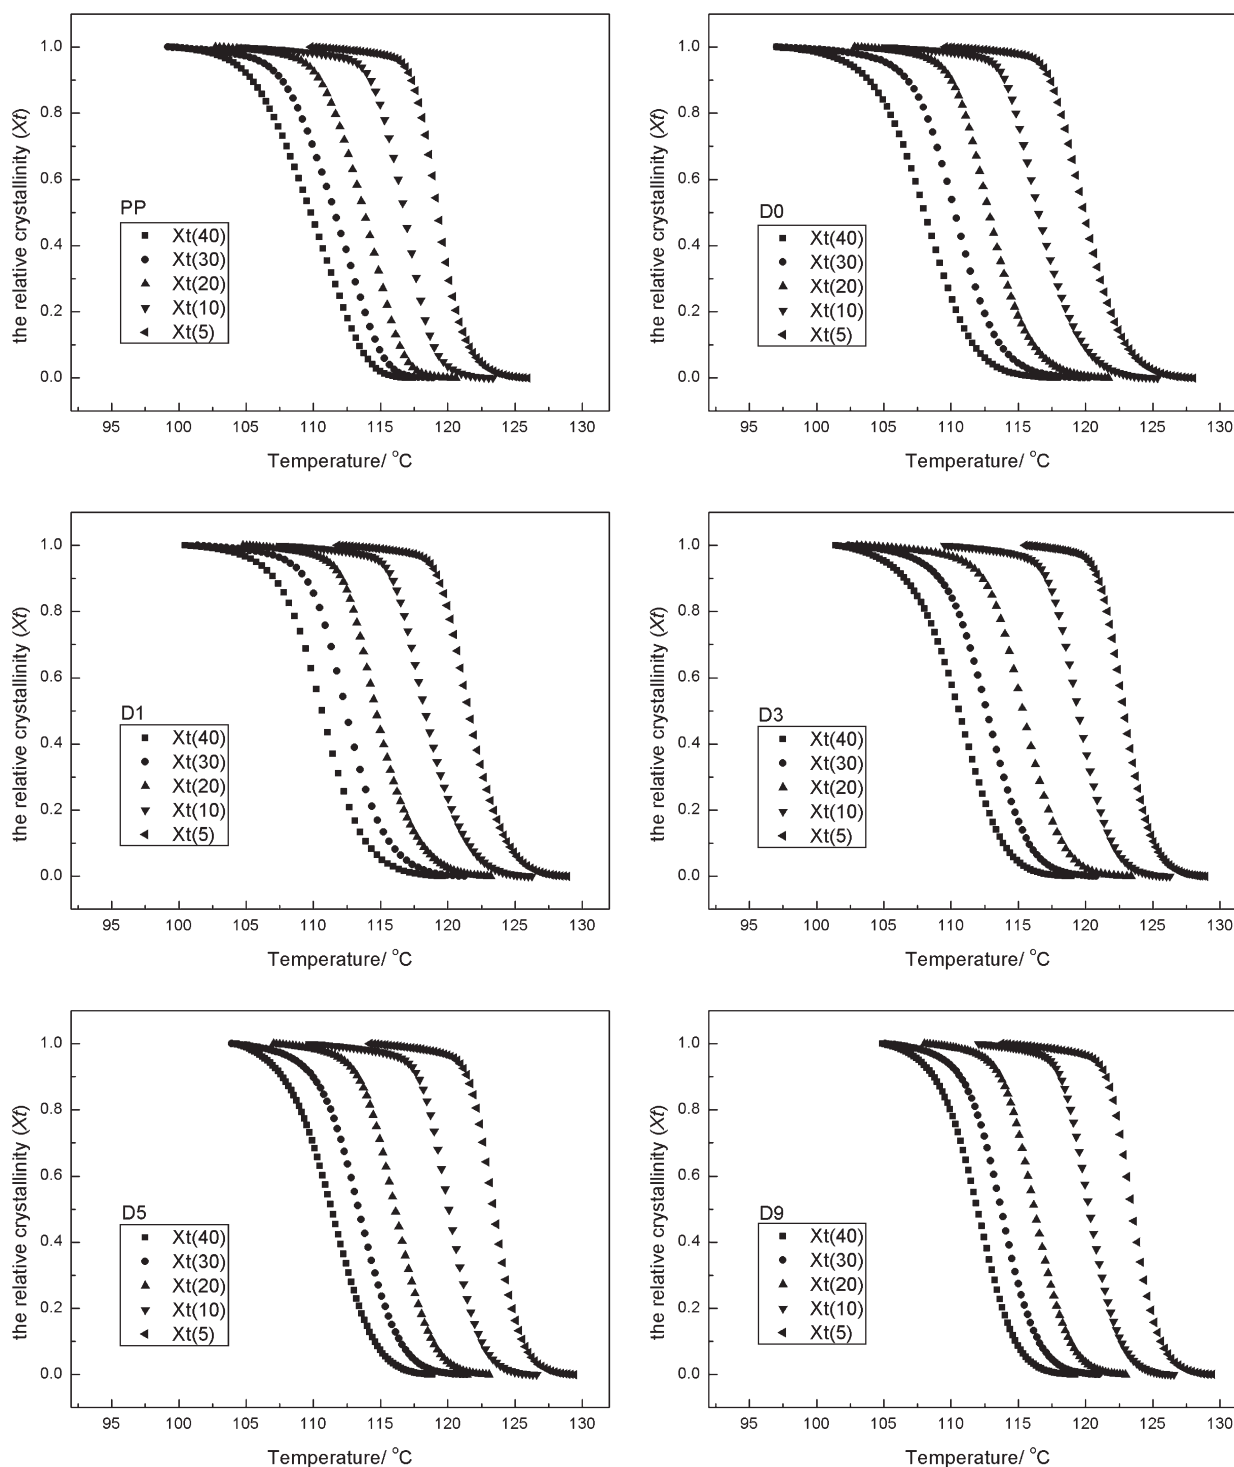 1.0
0.8
0.6
0.4
0.2
0.0
the relative crystallinity (Xt)
PP
Xt(40)
Xt(30)
Xt(20)
Xt(10)
Xt(5)
95 100 105 110 115 120 125 130
Temperature/ °C
1.0
0.8
0.6
0.4
0.2
0.0
the relative crystallinity (Xt)
D0
Xt(40)
Xt(30)
Xt(20)
Xt(10)
Xt(5)
95 100 105 110 115 120 125 130
Temperature/ °C
1.0
0.8
0.6
0.4
0.2
0.0
the relative crystallinity (Xt)
D1
Xt(40)
Xt(30)
Xt(20)
Xt(10)
Xt(5)
95 100 105 110 115 120 125 130
Temperature/ °C
1.0
0.8
0.6
0.4
0.2
0.0
the relative crystallinity (Xt)
D3
Xt(40)
Xt(30)
Xt(20)
Xt(10)
Xt(5)
95 100 105 110 115 120 125 130
Temperature/ °C
1.0
0.8
0.6
0.4
0.2
0.0
the relative crystallinity (Xt)
D5
Xt(40)
Xt(30)
Xt(20)
Xt(10)
Xt(5)
95 100 105 110 115 120 125 130
Temperature/ °C
1.0
0.8
0.6
0.4
0.2
0.0
the relative crystallinity (Xt)
D9
Xt(40)
Xt(30)
Xt(20)
Xt(10)
Xt(5)
95 100 105 110 115 120 125 130
Temperature/ °C